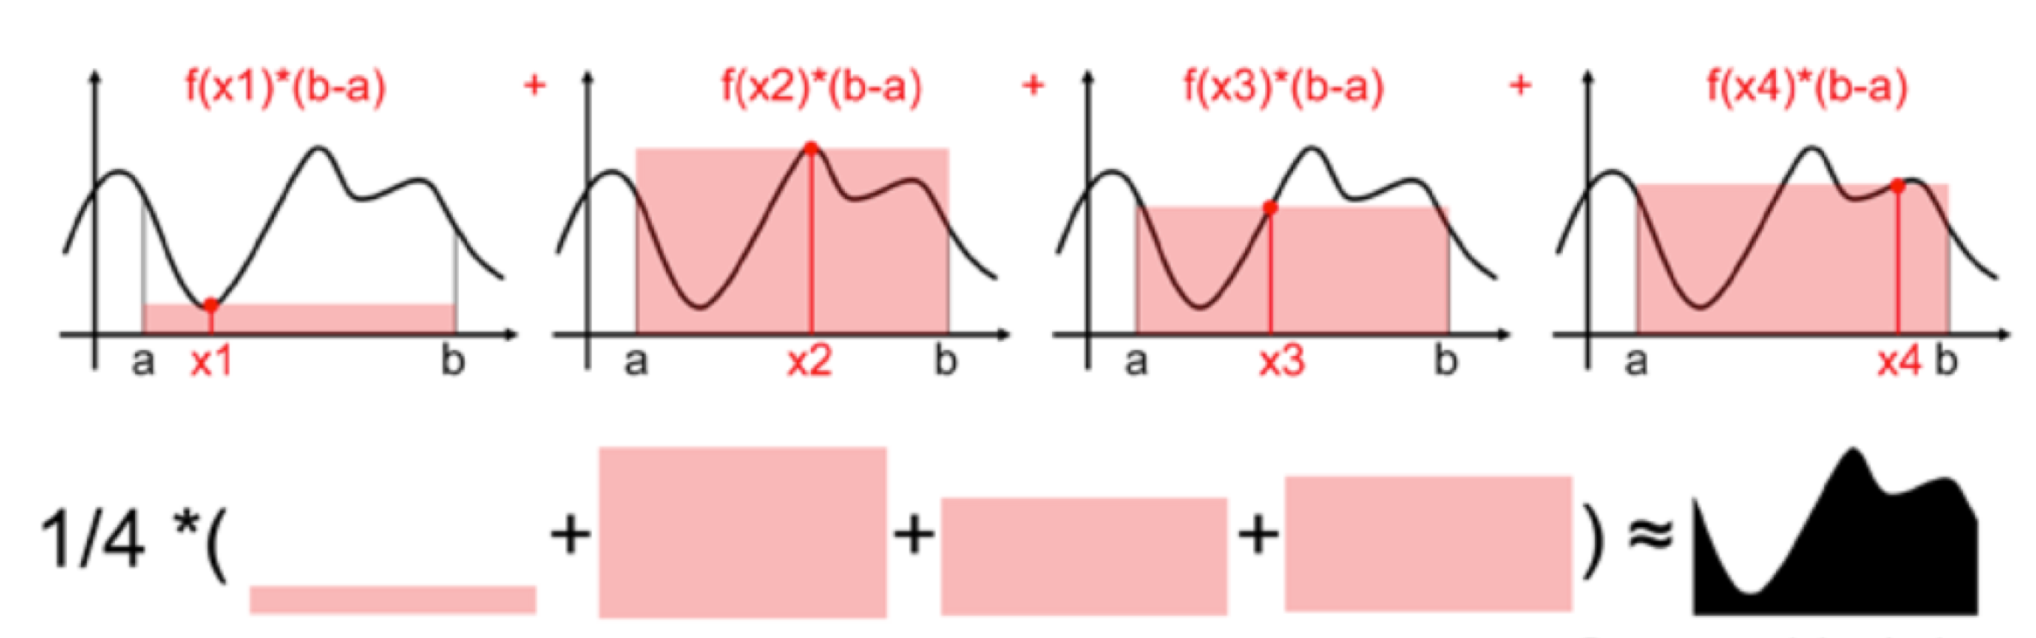 f(x1)*(b-a) + f(x2)*(b-a) + f(x3)*(b-a) + f(x4)*(b-a)
a x1 b a x2 b a x3 b a x4 b
1/4 *( + + + ) ≈